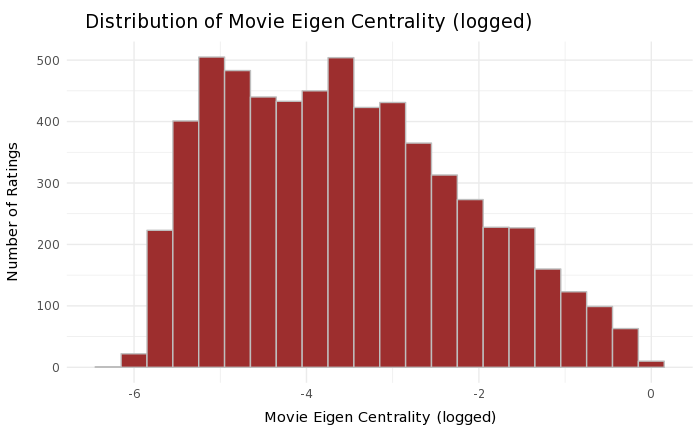 Distribution of Movie Eigen Centrality (logged)
500
400
300
200
100
0
Number of Ratings
-6 -4 -2 0
Movie Eigen Centrality (logged)